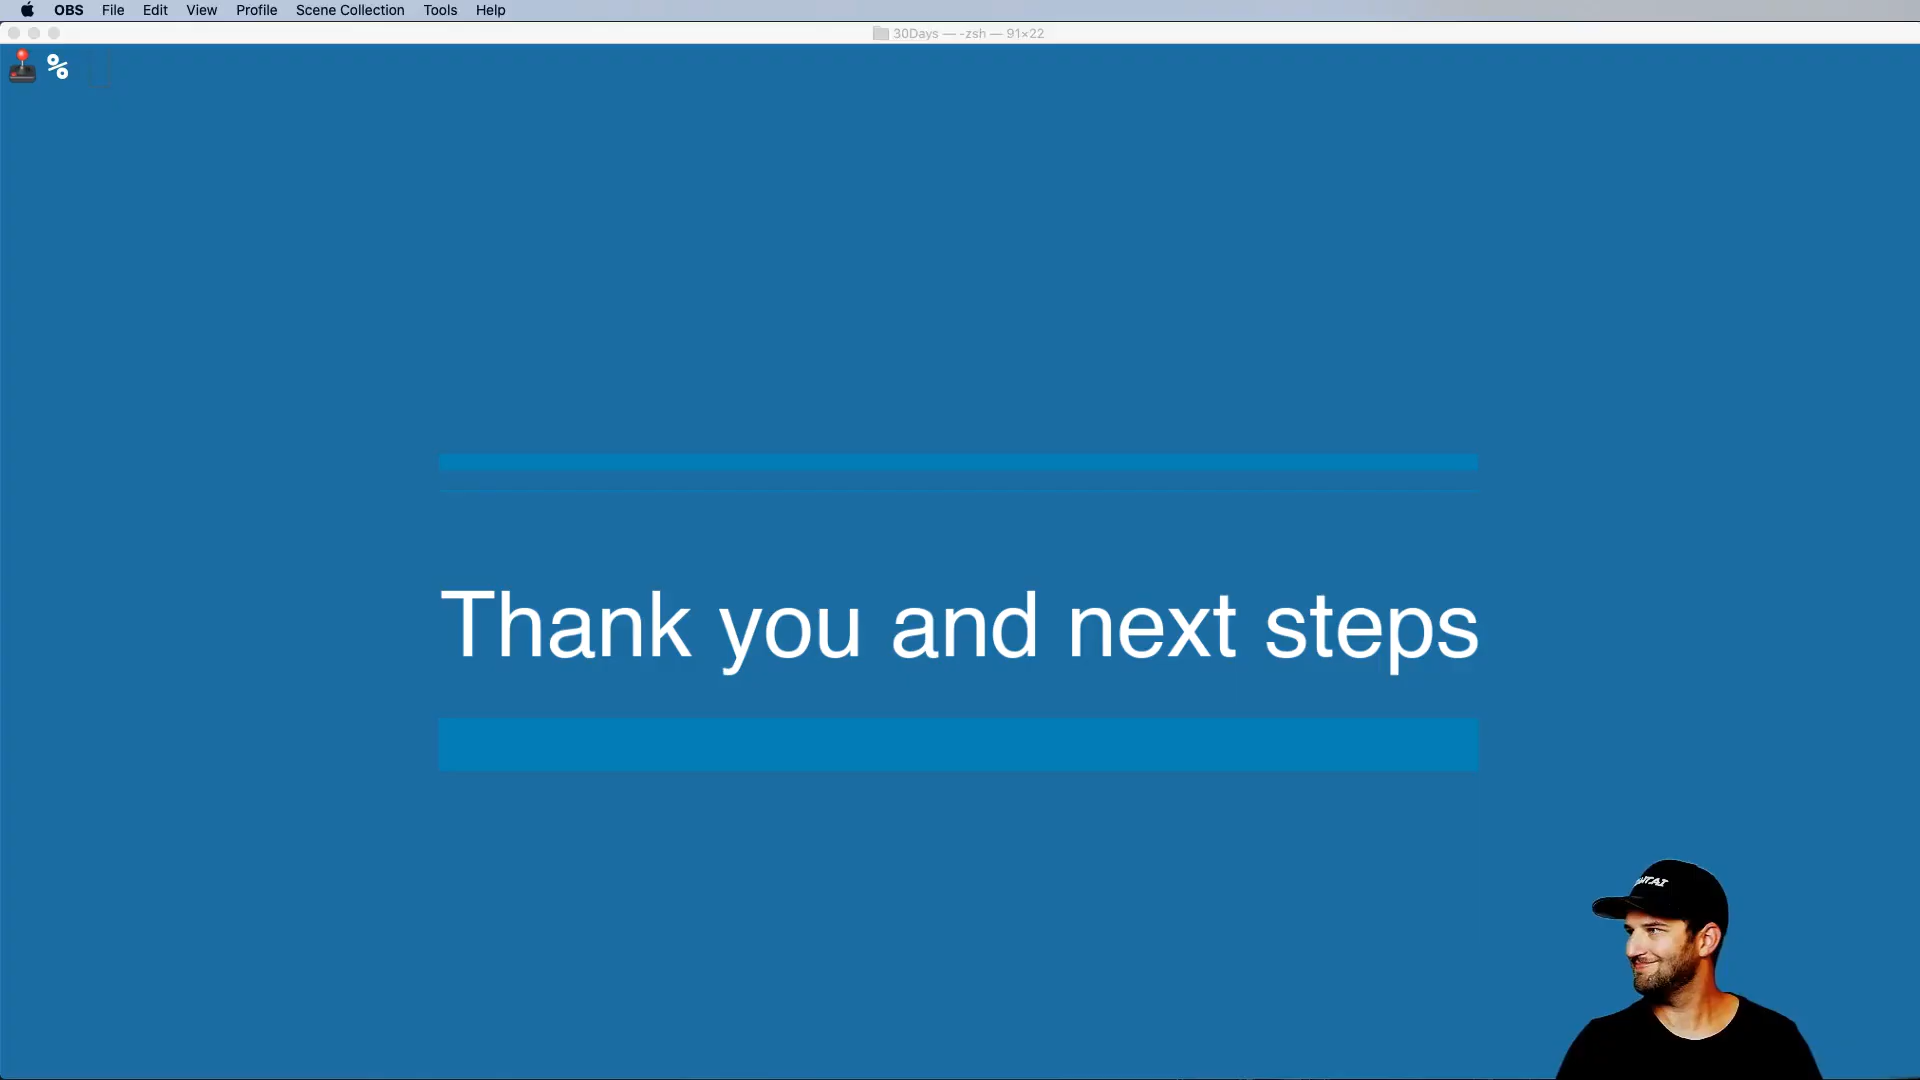 OBS File Edit View Profile Scene Collection Tools Help
30Days — -zsh — 91×22
%
Thank you and next steps